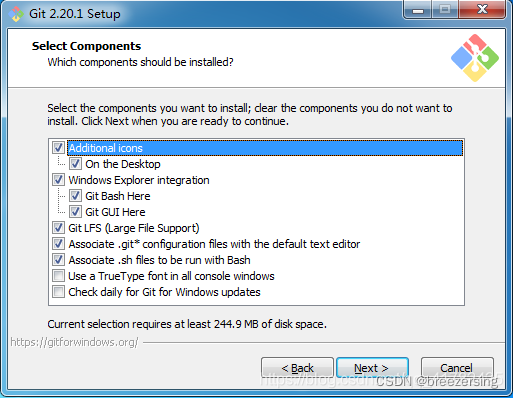 Git 2.20.1 Setup
Select Components
Which components should be installed?
Select the components you want to install; clear the components you do not want to
install. Click Next when you are ready to continue.
Additional icons
On the Desktop
Windows Explorer integration
Git Bash Here
Git GUI Here
Git LFS (Large File Support)
Associate .git* configuration files with the default text editor
Associate .sh files to be run with Bash
Use a TrueType font in all console windows
Check daily for Git for Windows updates
Current selection requires at least 244.9 MB of disk space.
https://gitforwindows.org/
< Back
Next >
Cancel
CSDN @breezersing